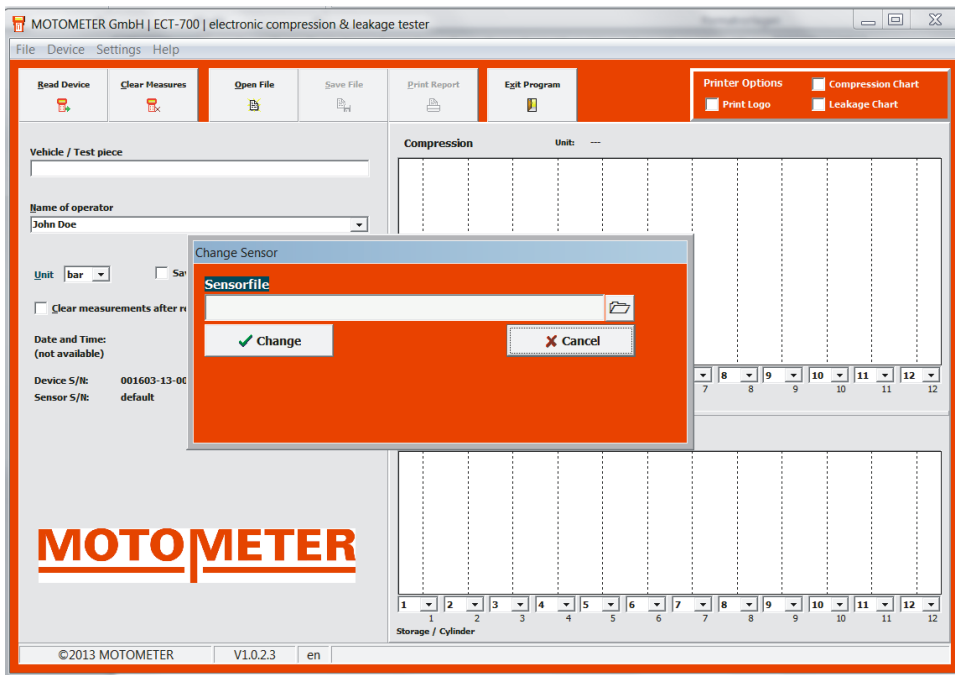 MOTOMETER GmbH | ECT-700 | electronic compression & leakage tester
File Device Settings Help
Read Device Clear Measures Open File Save File Print Report Exit Program
Printer Options Compression Chart
Print Logo Leakage Chart
Vehicle / Test piece
Compression Unit: ---
Name of operator
John Doe
Change Sensor
Unit bar
Sensorfile
Clear measurements after
Change Cancel
Date and Time:
(not available)
Device S/N: 001603-13-00
Sensor S/N: default
8 9 10 11 12
7 8 9 10 11 12
MOTOMETER
1 2 3 4 5 6 7 8 9 10 11 12
1 2 3 4 5 6 7 8 9 10 11 12
Storage / Cylinder
©2013 MOTOMETER V1.0.2.3 en